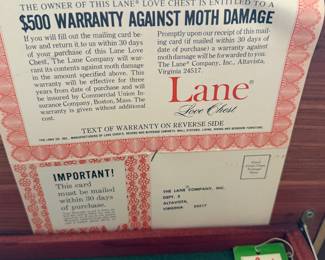 THE OWNER OF THIS LANE® LOVE CHEST IS ENTITLED TO A
$500 WARRANTY AGAINST MOTH DAMAGE
If you will fill out the mailing card be-
low and return it to us within 30 days
of your purchase of this Lane Love
Chest, The Lane Company, Inc. will war-
rant its contents against moth damage
in the amount specified above. This
warranty will be effective for three
years from date of purchase and will
be insured by Commercial Union In-
surance Company, Boston, Mass. The
warranty is given without additional
cost.
Promptly upon your receipt of this mail-
ing card (if mailed within 30 days of
date of purchase) a warranty against
moth damage will be forwarded to you.
The Lane Company, Inc., Altavista,
Virginia 24517.
Lane®
Love Chest
TEXT OF WARRANTY ON REVERSE SIDE
IMPORTANT!
This card
must be mailed
within 30 days
of purchase.
THE LANE COMPANY, INC.
ALTAVISTA,
VIRGINIA 24517